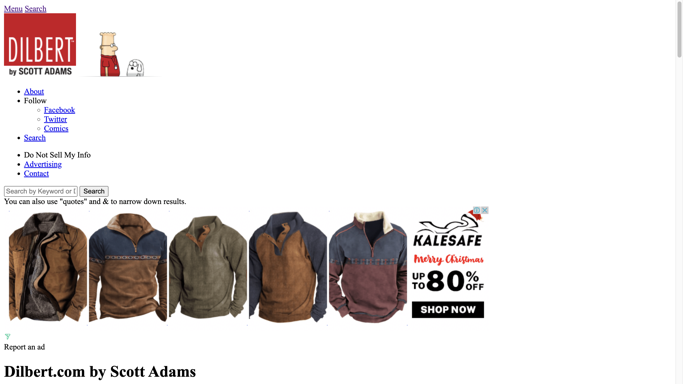 Menu Search
DILBERT
by SCOTT ADAMS
About
Follow
Facebook
Twitter
Comics
Search
Do Not Sell My Info
Advertising
Contact
Search by Keyword or Search
You can also use "quotes" and & to narrow down results.
KALESAFE
Merry Christmas
UP TO 80% OFF
SHOP NOW
Report an ad
Dilbert.com by Scott Adams